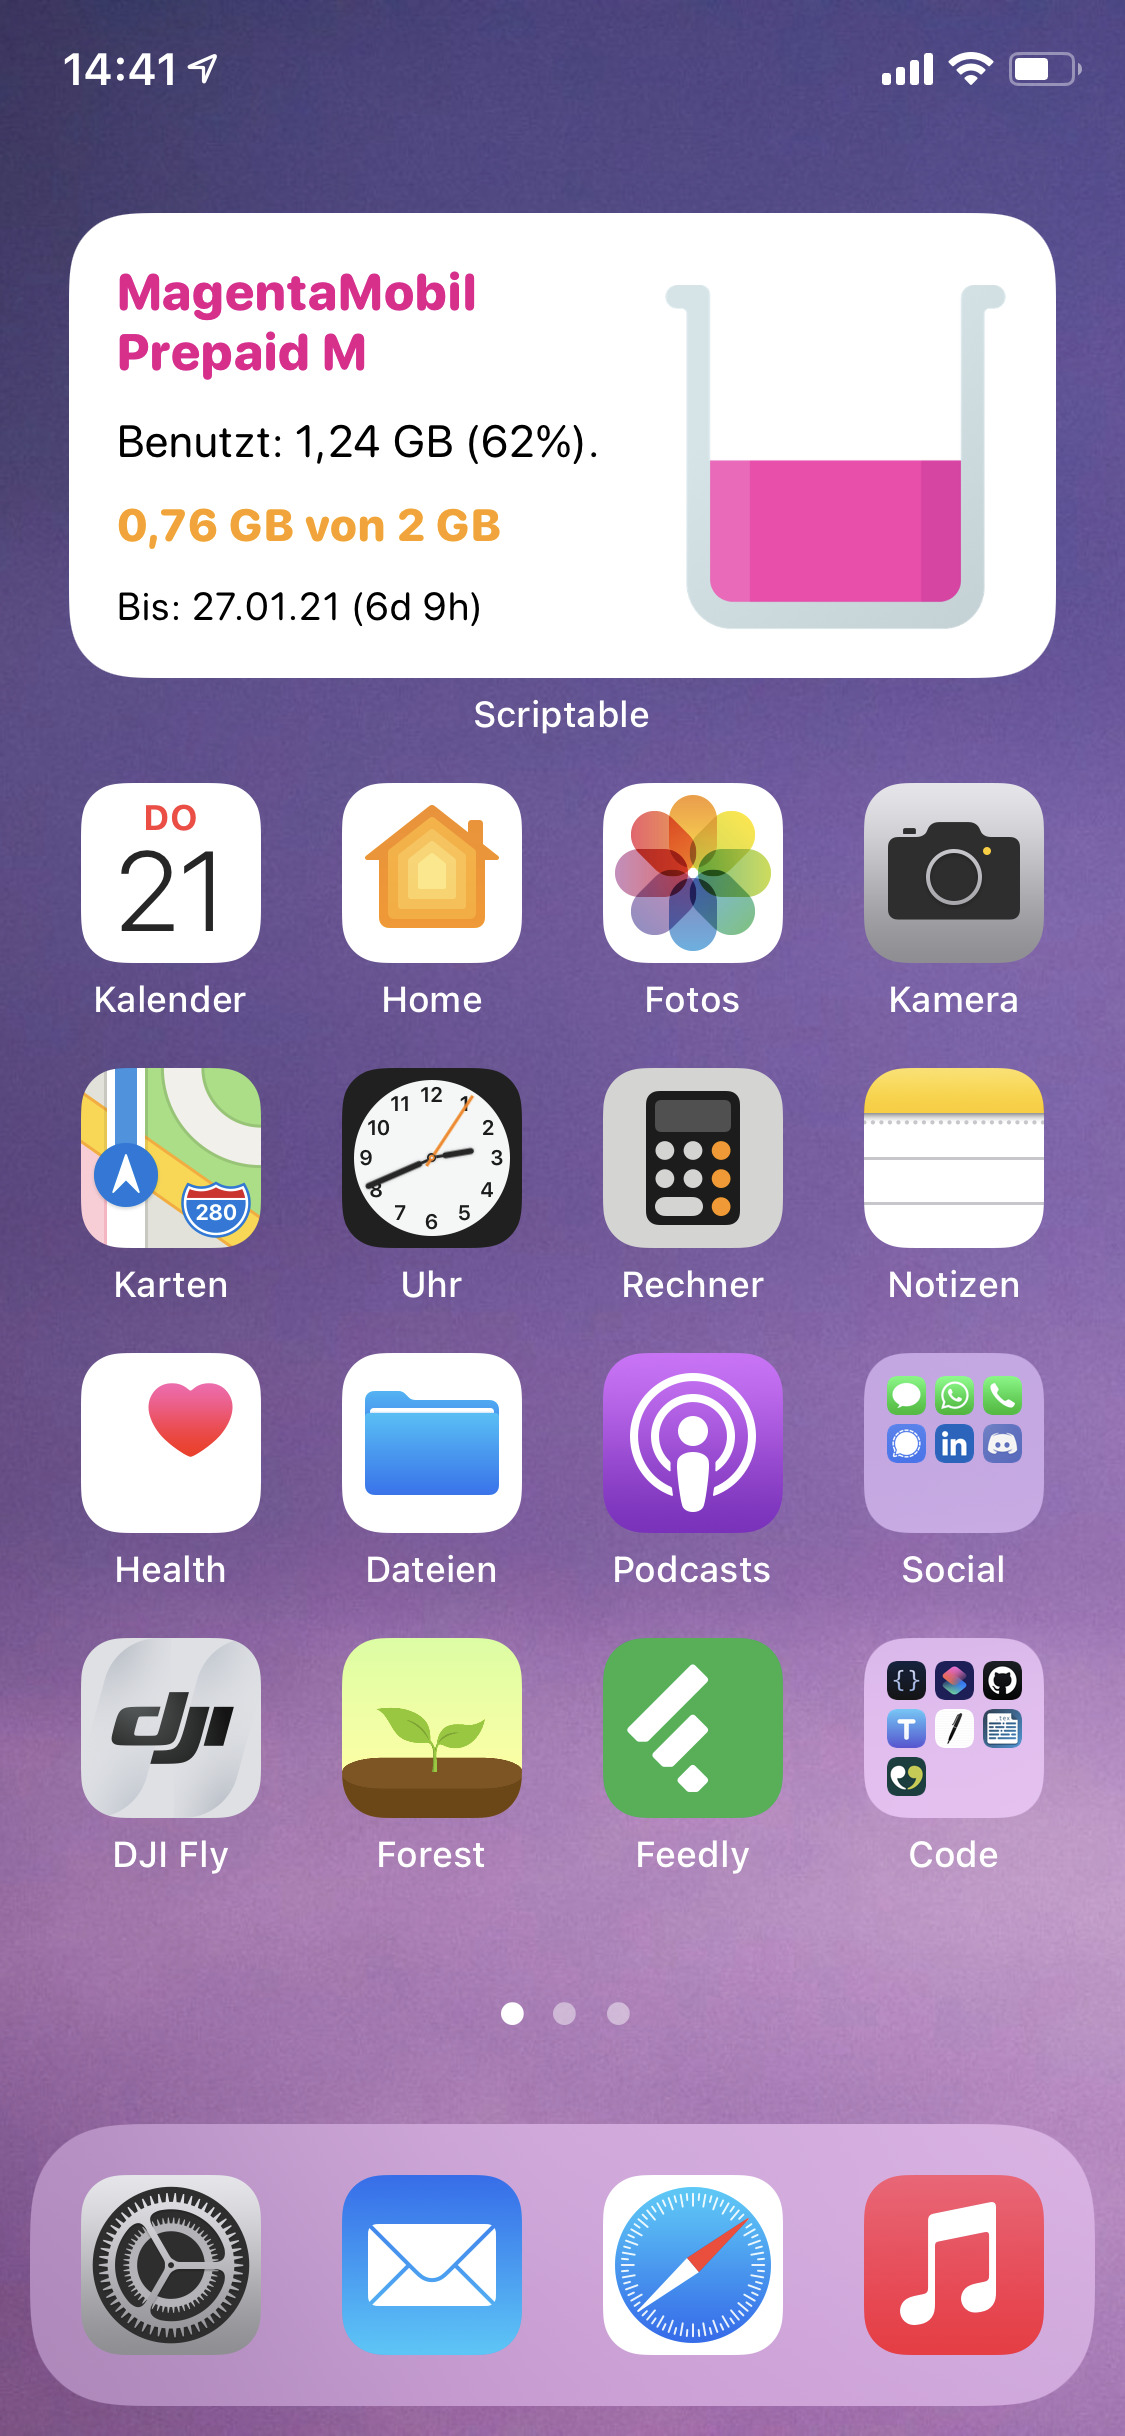 14:41
MagentaMobil
Prepaid M
Benutzt: 1,24 GB (62%).
0,76 GB von 2 GB
Bis: 27.01.21 (6d 9h)
Scriptable
DO
21
Kalender
Home
Fotos
Kamera
280
12
1
2
3
4
5
6
7
8
9
10
11
Karten
Uhr
Rechner
Notizen
in
Health
Dateien
Podcasts
Social
dji
{}
T
.tex
DJI Fly
Forest
Feedly
Code